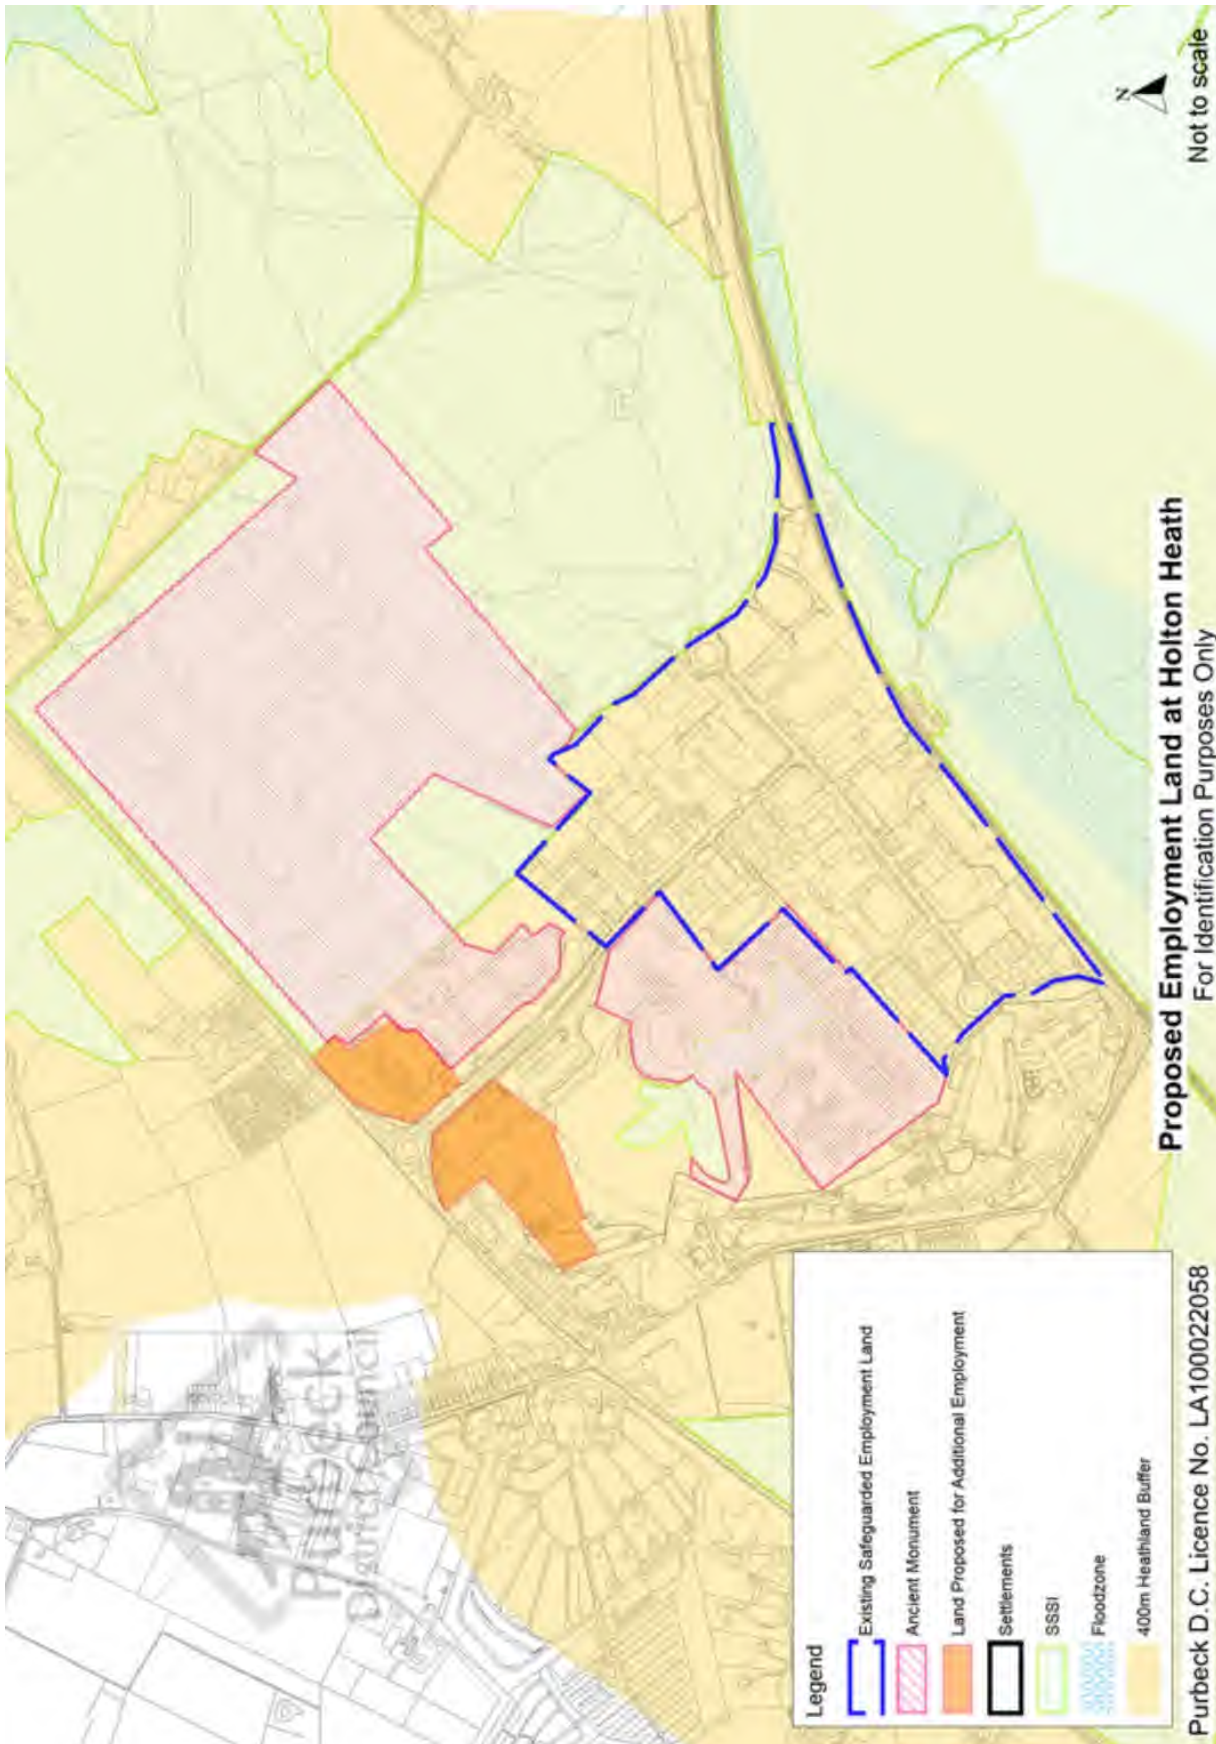 Purbeck
District Council
N
Not to scale
Legend
Existing Safeguarded Employment Land
Ancient Monument
Land Proposed for Additional Employment
Settlements
SSSI
Floodzone
400m Heathland Buffer
Proposed Employment Land at Holton Heath
For Identification Purposes Only
Purbeck D.C. Licence No. LA100022058